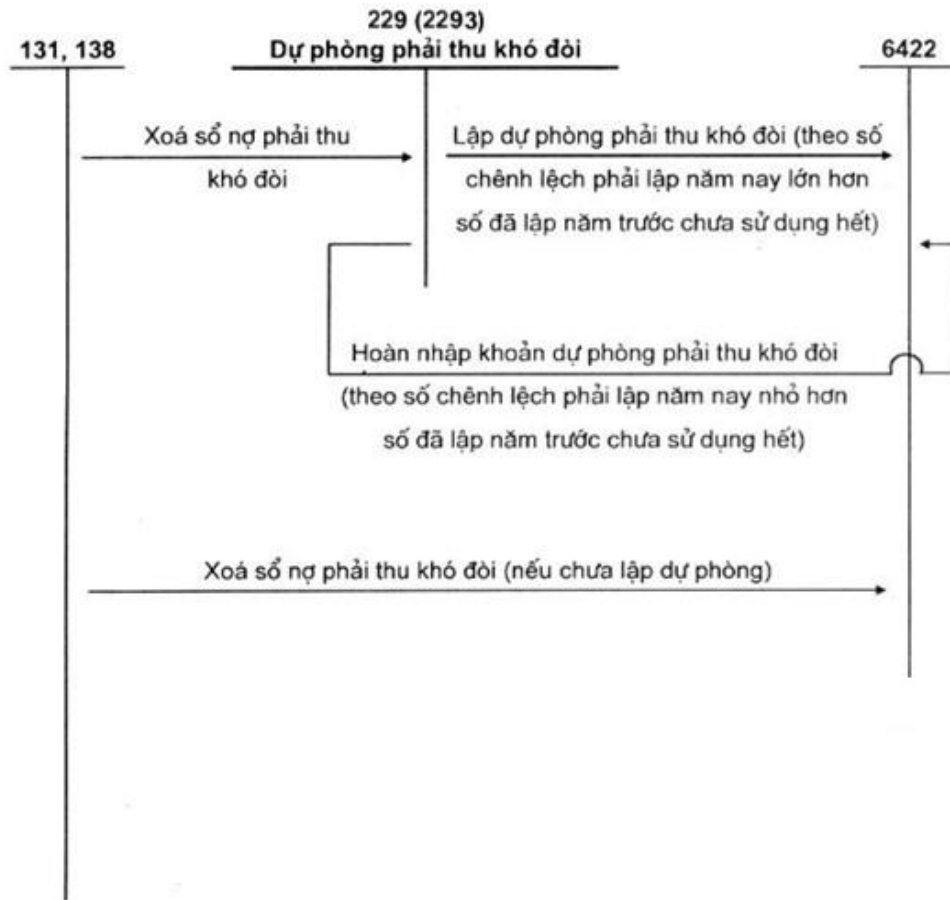 229 (2293)
131, 138
Dự phòng phải thu khó đòi
6422
Xoá sổ nợ phải thu
khó đòi
Lập dự phòng phải thu khó đòi (theo số
chênh lệch phải lập năm nay lớn hơn
số đã lập năm trước chưa sử dụng hết)
Hoàn nhập khoản dự phòng phải thu khó đòi
(theo số chênh lệch phải lập năm nay nhỏ hơn
số đã lập năm trước chưa sử dụng hết)
Xoá sổ nợ phải thu khó đòi (nếu chưa lập dự phòng)